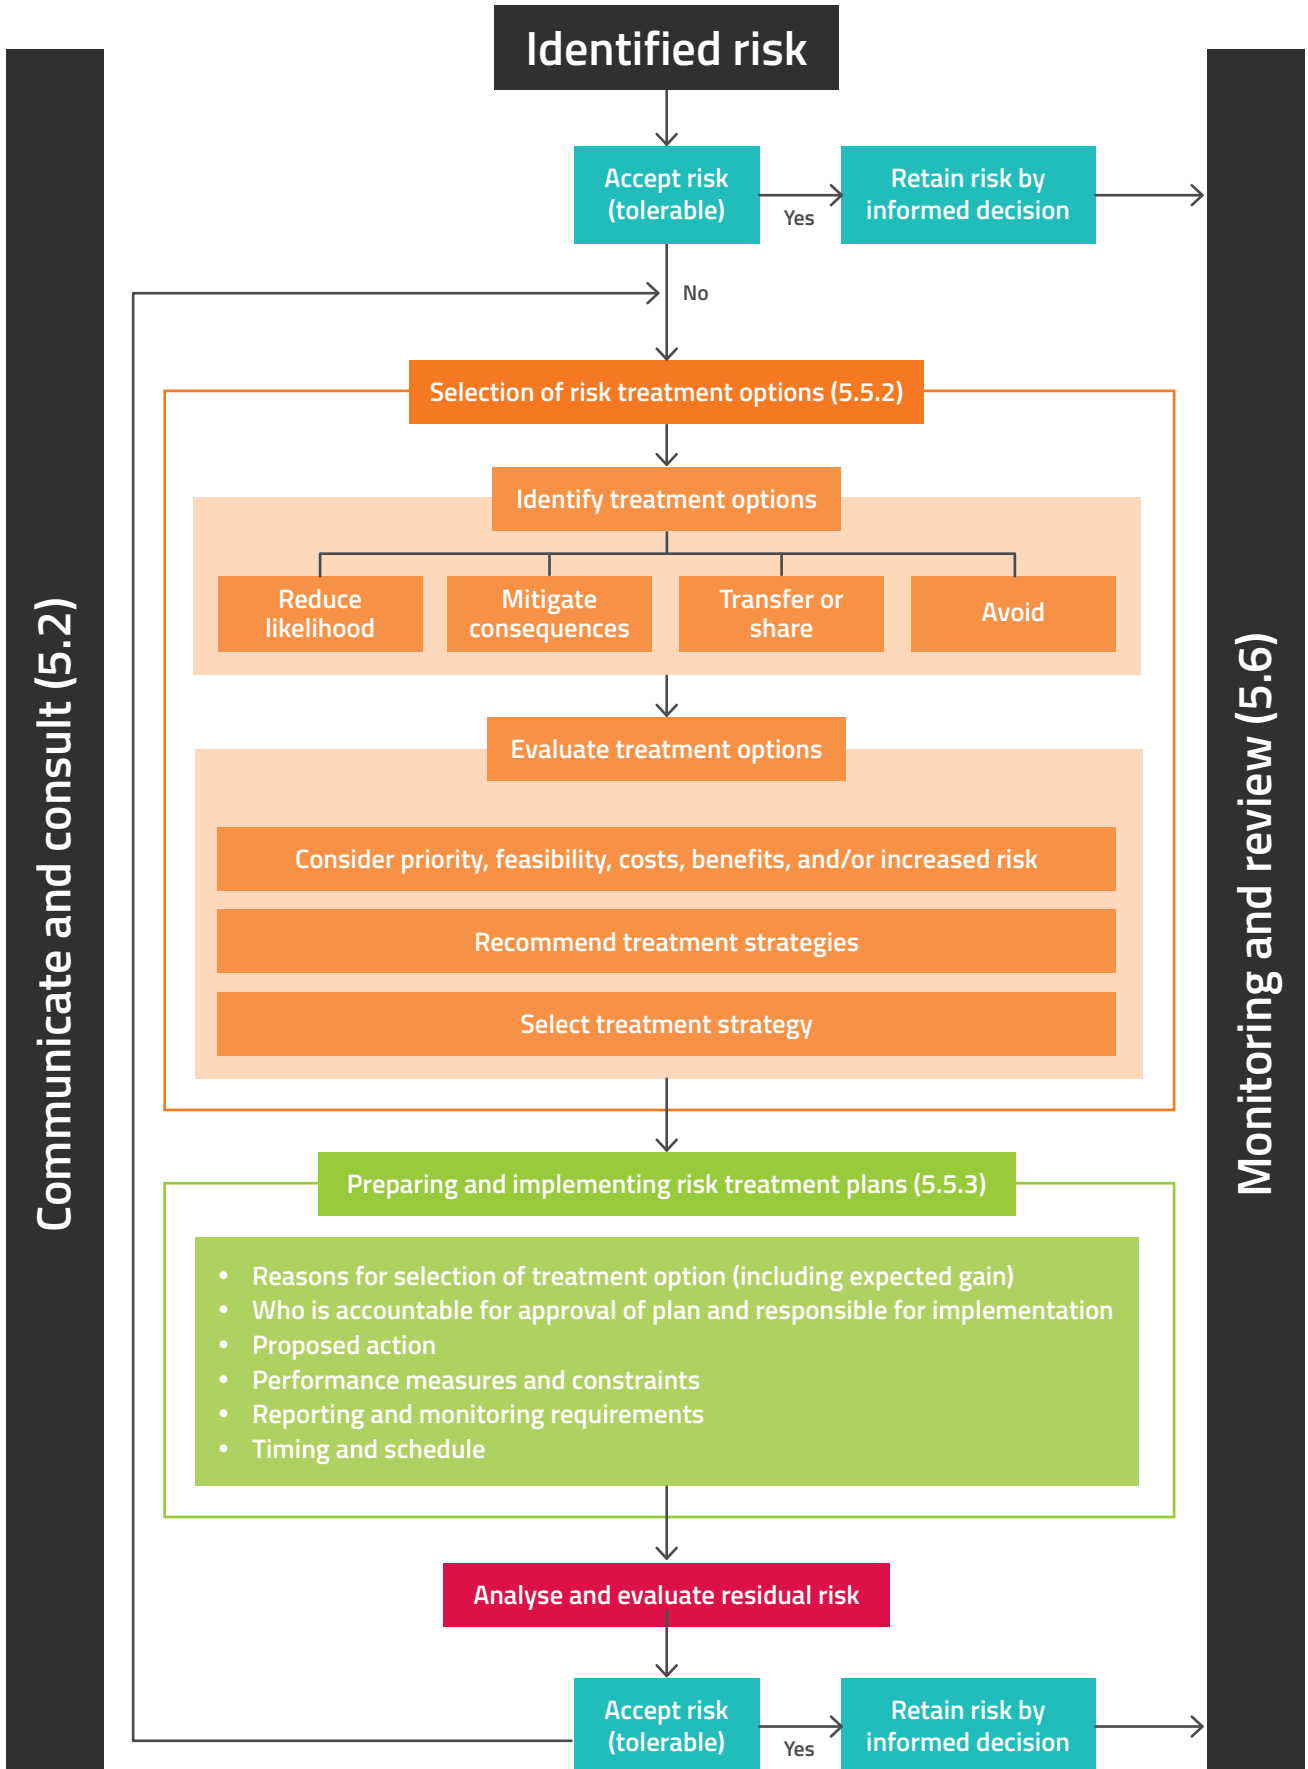 Identified risk
Accept risk
(tolerable)
Yes
Retain risk by
informed decision
No
Selection of risk treatment options (5.5.2)
Identify treatment options
Reduce
likelihood
Mitigate
consequences
Transfer or
share
Avoid
Evaluate treatment options
Consider priority, feasibility, costs, benefits, and/or increased risk
Recommend treatment strategies
Select treatment strategy
Preparing and implementing risk treatment plans (5.5.3)
• Reasons for selection of treatment option (including expected gain)
• Who is accountable for approval of plan and responsible for implementation
• Proposed action
• Performance measures and constraints
• Reporting and monitoring requirements
• Timing and schedule
Analyse and evaluate residual risk
Accept risk
(tolerable)
Yes
Retain risk by
informed decision
Communicate and consult (5.2)
Monitoring and review (5.6)